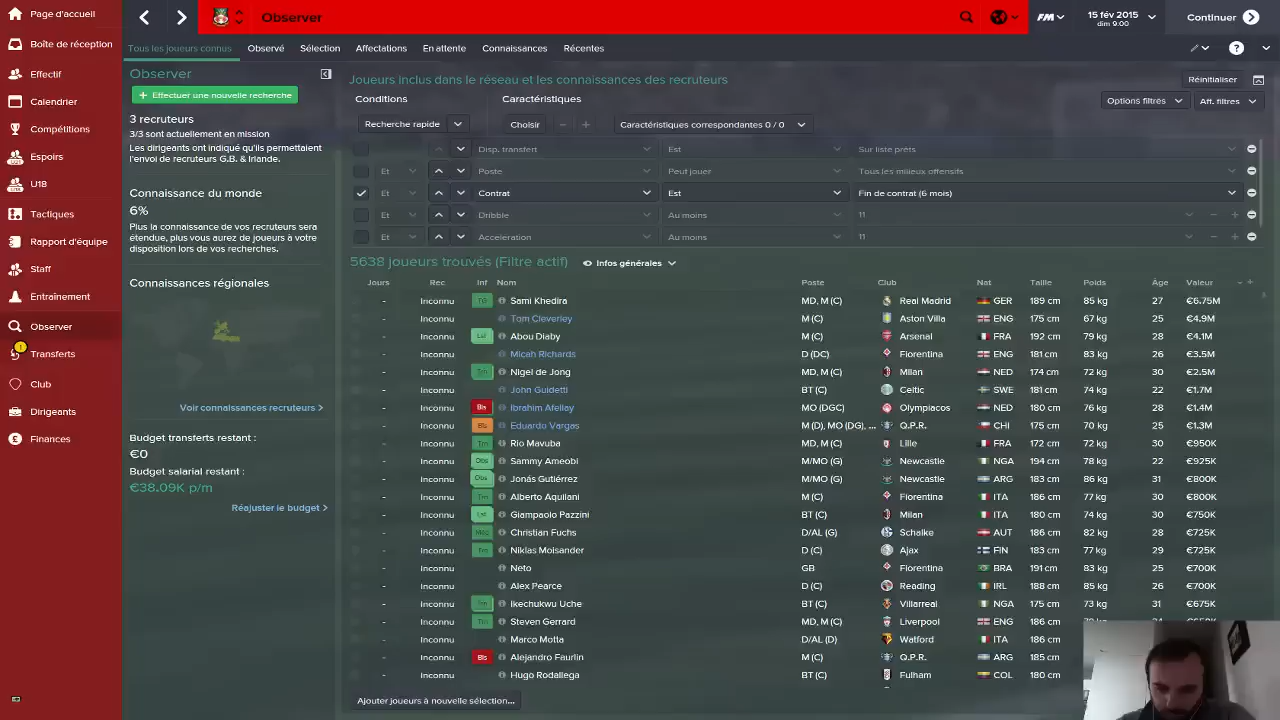 Page d'accueil
Observer
FM
15 fév 2015
dim 9:00
Continuer
Boîte de réception
Effectif
Calendrier
Compétitions
Espoirs
U18
Tactiques
Rapport d'équipe
Staff
Entraînement
Observer
1
Transferts
Club
Dirigeants
Finances
Tous les joueurs connus Observé Sélection Affectations En attente Connaissances Récentes
Observer
+ Effectuer une nouvelle recherche
3 recruteurs
3/3 sont actuellement en mission
Les dirigeants ont indiqué qu'ils permettaient
l'envoi de recruteurs G.B. & Irlande.
Connaissance du monde
6%
Plus la connaissance de vos recruteurs sera
étendue, plus vous aurez de joueurs à votre
disposition lors de vos recherches.
Connaissances régionales
Voir connaissances recruteurs >
Budget transferts restant :
€0
Budget salarial restant :
€38.09K p/m
Réajuster le budget >
Joueurs inclus dans le réseau et les connaissances des recruteurs
Réinitialiser
Conditions Caractéristiques
Options filtrés Aff. filtres
Recherche rapide Choisir Caractéristiques correspondantes 0 / 0
Disp. transfert Est Sur liste prêts
Et Poste Peut jouer Tous les milieux offensifs
Et Contrat Est Fin de contrat (6 mois)
Et Dribble Au moins 11
Et Acceleration Au moins 11
5638 joueurs trouvés (Filtre actif) Infos générales
Jours Rec Inf Nom Poste Club Nat Taille Poids Âge Valeur
- Inconnu Sami Khedira MD, M (C) Real Madrid GER 189 cm 85 kg 27 €6.75M
- Inconnu Tom Cleverley M (C) Aston Villa ENG 175 cm 67 kg 25 €4.9M
- Inconnu Abou Diaby M (C) Arsenal FRA 192 cm 79 kg 28 €4.1M
- Inconnu Micah Richards D (DC) Fiorentina ENG 181 cm 83 kg 26 €3.5M
- Inconnu Nigel de Jong MD, M (C) Milan NED 174 cm 72 kg 30 €2.5M
- Inconnu John Guidetti BT (C) Celtic SWE 181 cm 74 kg 22 €1.7M
- Inconnu Bls Ibrahim Afellay MO (DGC) Olympiacos NED 180 cm 76 kg 28 €1.4M
- Inconnu Bls Eduardo Vargas M (D), MO (DG), ... Q.P.R. CHI 175 cm 70 kg 25 €1.3M
- Inconnu Rio Mavuba MD, M (C) Lille FRA 172 cm 72 kg 30 €950K
- Inconnu Obs Sammy Ameobi M/MO (G) Newcastle NGA 194 cm 78 kg 22 €925K
- Inconnu Obs Jonás Gutiérrez M/MO (G) Newcastle ARG 183 cm 86 kg 31 €800K
- Inconnu Alberto Aquilani M (C) Fiorentina ITA 186 cm 77 kg 30 €800K
- Inconnu Giampaolo Pazzini BT (C) Milan ITA 180 cm 74 kg 30 €750K
- Inconnu Christian Fuchs D/AL (G) Schalke AUT 186 cm 82 kg 28 €725K
- Inconnu Niklas Moisander D (C) Ajax FIN 183 cm 77 kg 29 €725K
- Inconnu Neto GB Fiorentina BRA 191 cm 83 kg 25 €700K
- Inconnu Alex Pearce D (C) Reading IRL 188 cm 85 kg 26 €700K
- Inconnu Ikechukwu Uche BT (C) Villarreal NGA 175 cm 73 kg 31 €675K
- Inconnu Steven Gerrard MD, M (C) Liverpool ENG 186 cm
- Inconnu Marco Motta D/AL (D) Watford ITA 186 cm
- Inconnu Bls Alejandro Faurlin M (C) Q.P.R. ARG 185 cm
- Inconnu Hugo Rodallega BT (C) Fulham COL 180 cm
Ajouter joueurs à nouvelle sélection...